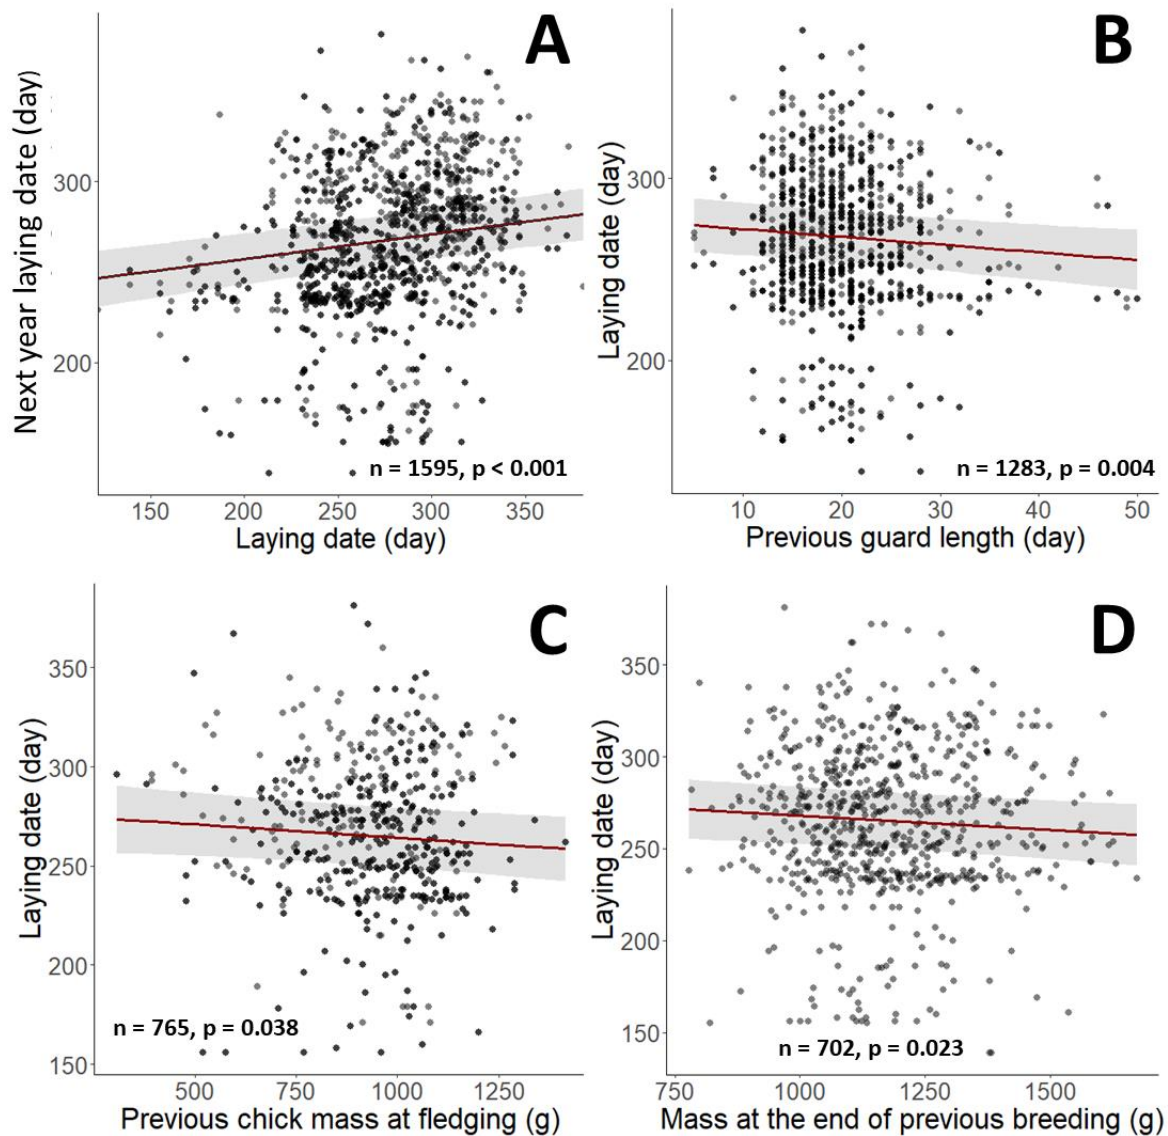 A
Next year laying date (day)
300
200
n = 1595, p < 0.001
150 200 250 300 350
Laying date (day)
B
Laying date (day)
300
200
n = 1283, p = 0.004
10 20 30 40 50
Previous guard length (day)
C
Laying date (day)
350
300
250
200
150
n = 765, p = 0.038
500 750 1000 1250
Previous chick mass at fledging (g)
D
Laying date (day)
350
300
250
200
150
n = 702, p = 0.023
750 1000 1250 1500
Mass at the end of previous breeding (g)